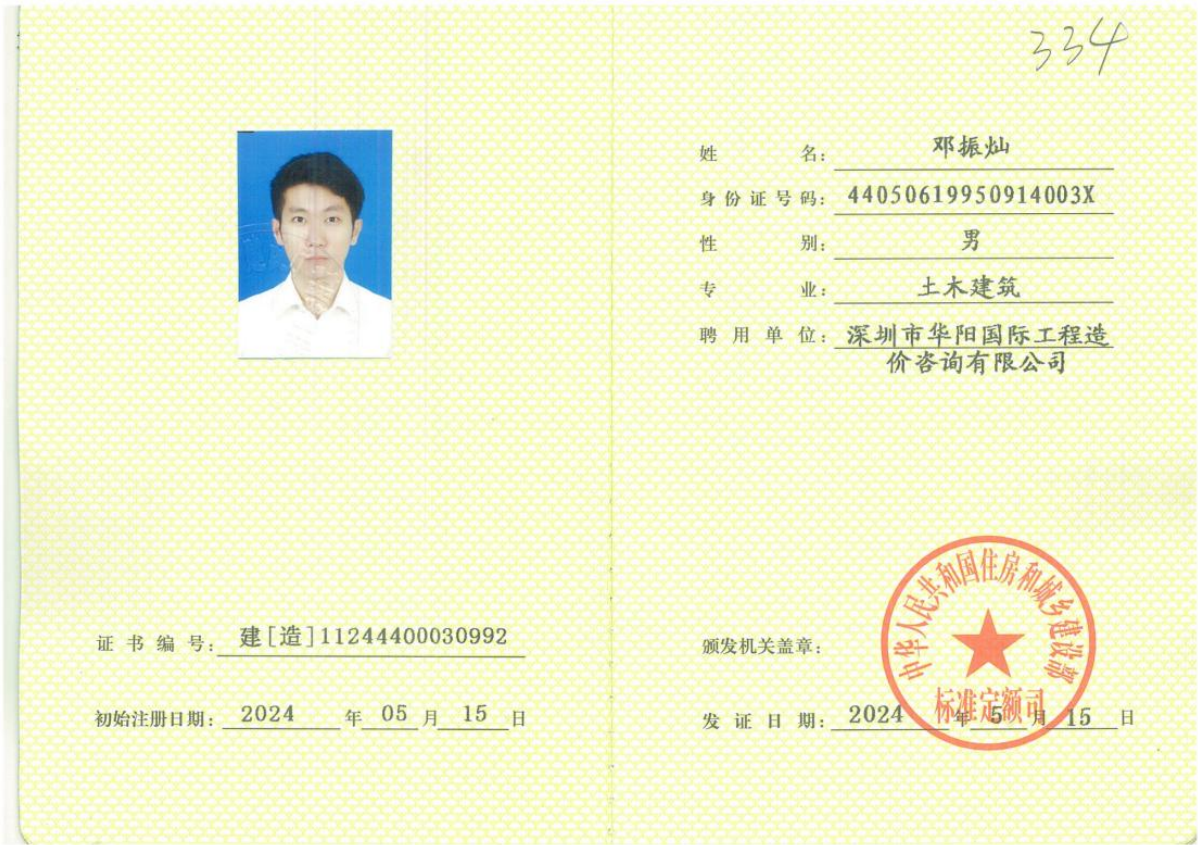 334
姓 名: 邓振灿
身份证号码: 44050619950914003X
性 别: 男
专 业: 土木建筑
聘用单位: 深圳市华阳国际工程造
价咨询有限公司
证书编号: 建[造]11244400030992
初始注册日期: 2024 年 05 月 15 日
颁发机关盖章:
中华人民共和国住房和城乡建设部
标准定额司
发证日期: 2024 年 5 月 15 日